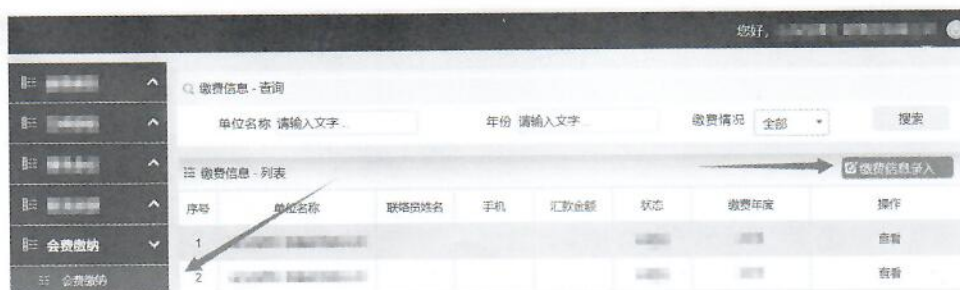 您好,
缴费信息 - 查询
单位名称 请输入文字...
年份 请输入文字...
缴费情况 全部
搜索
缴费信息 - 列表
缴费信息录入
序号 单位名称 联络员姓名 手机 汇款金额 状态 缴费年度 操作
会费缴纳
1 查看
会费缴纳
2 查看